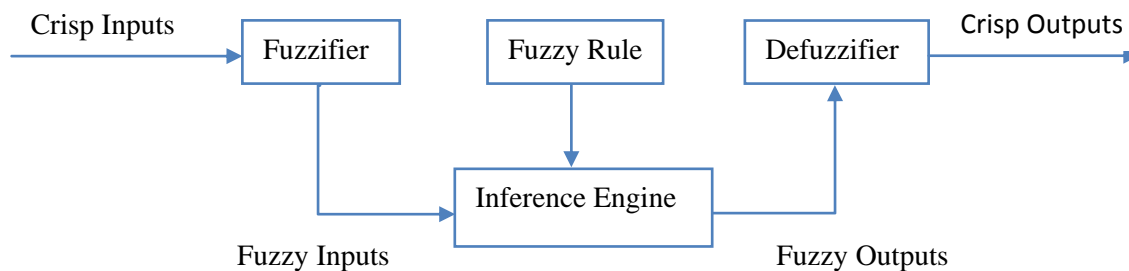 Crisp Inputs
Fuzzifier
Fuzzy Rule
Defuzzifier
Crisp Outputs
Inference Engine
Fuzzy Inputs
Fuzzy Outputs